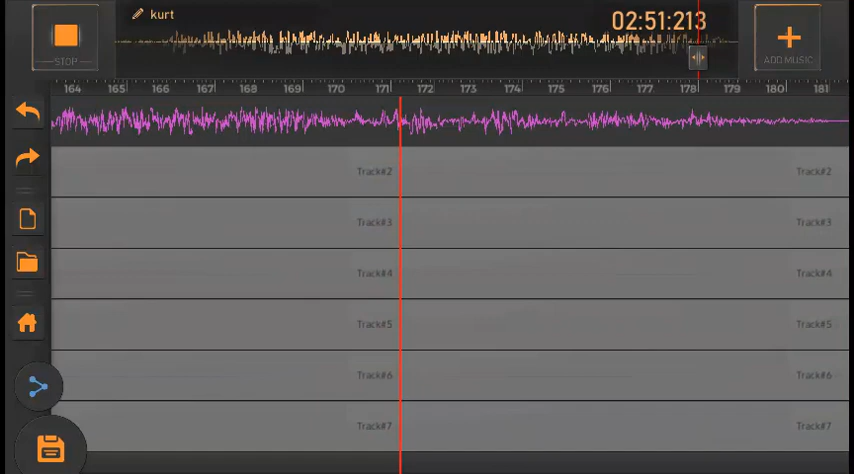 kurt
02:51:213
STOP
ADD MUSIC
164 165 166 167 168 169 170 171 172 173 174 175 176 177 178 179 180 181
Track#2 Track#2
Track#3 Track#3
Track#4 Track#4
Track#5 Track#5
Track#6 Track#6
Track#7 Track#7